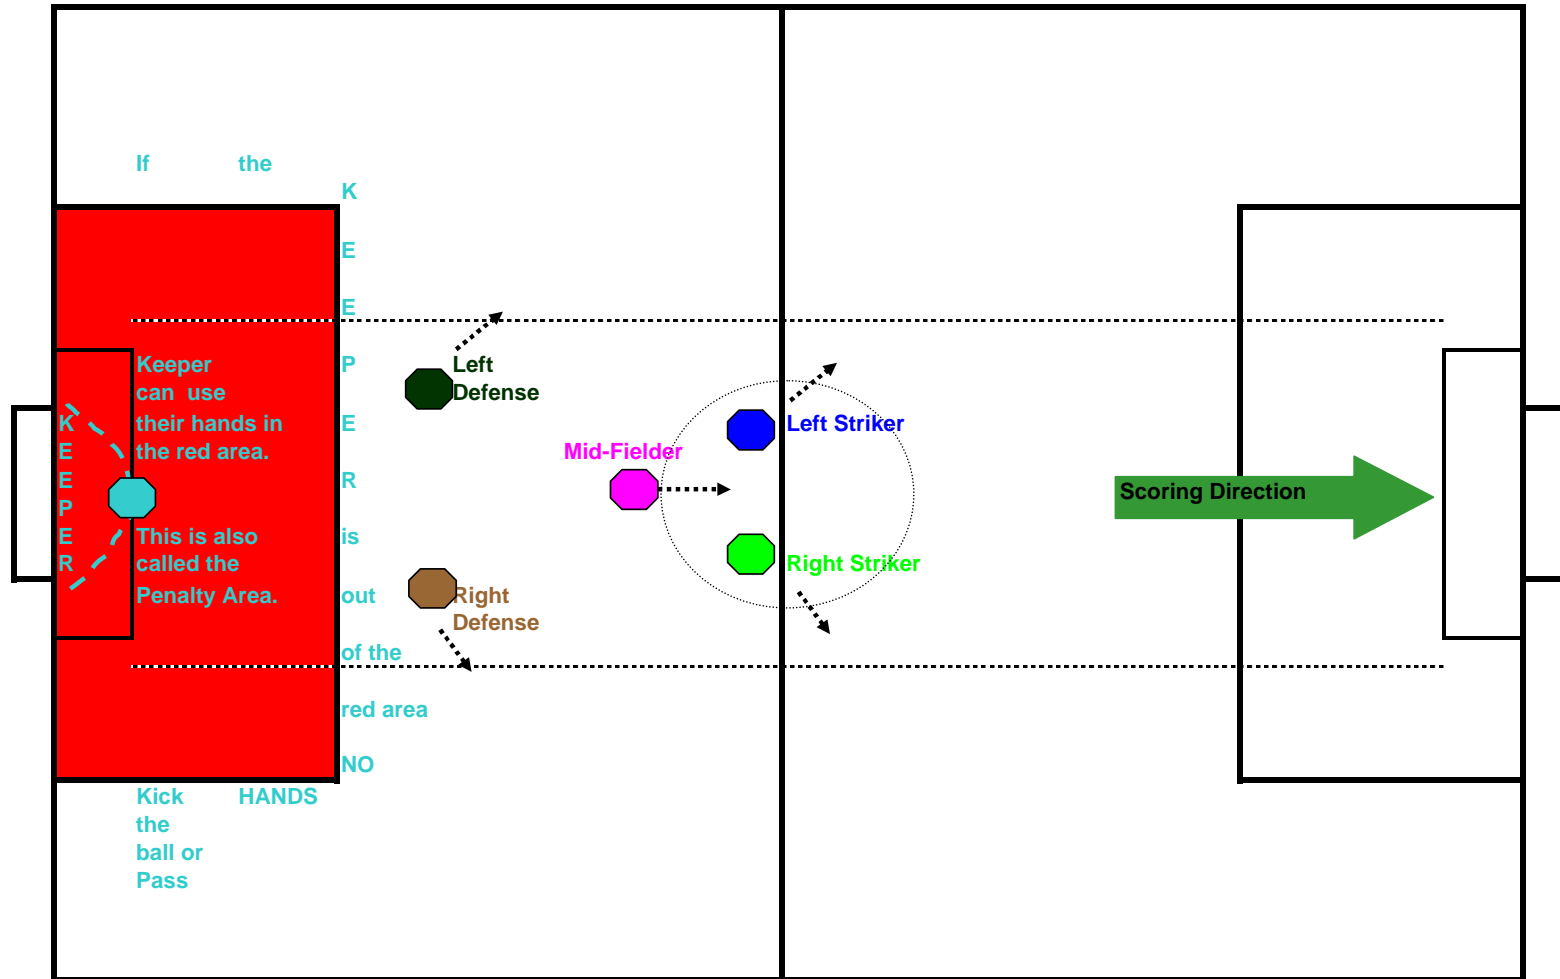 If the
K
E
E
P
E
R
is
out
of the
red area
NO
HANDS
Kick
the
ball or
Pass
K
E
E
P
E
R
Keeper
can use
their hands in
the red area.
This is also
called the
Penalty Area.
Left
Defense
Right
Defense
Mid-Fielder
Left Striker
Right Striker
Scoring Direction